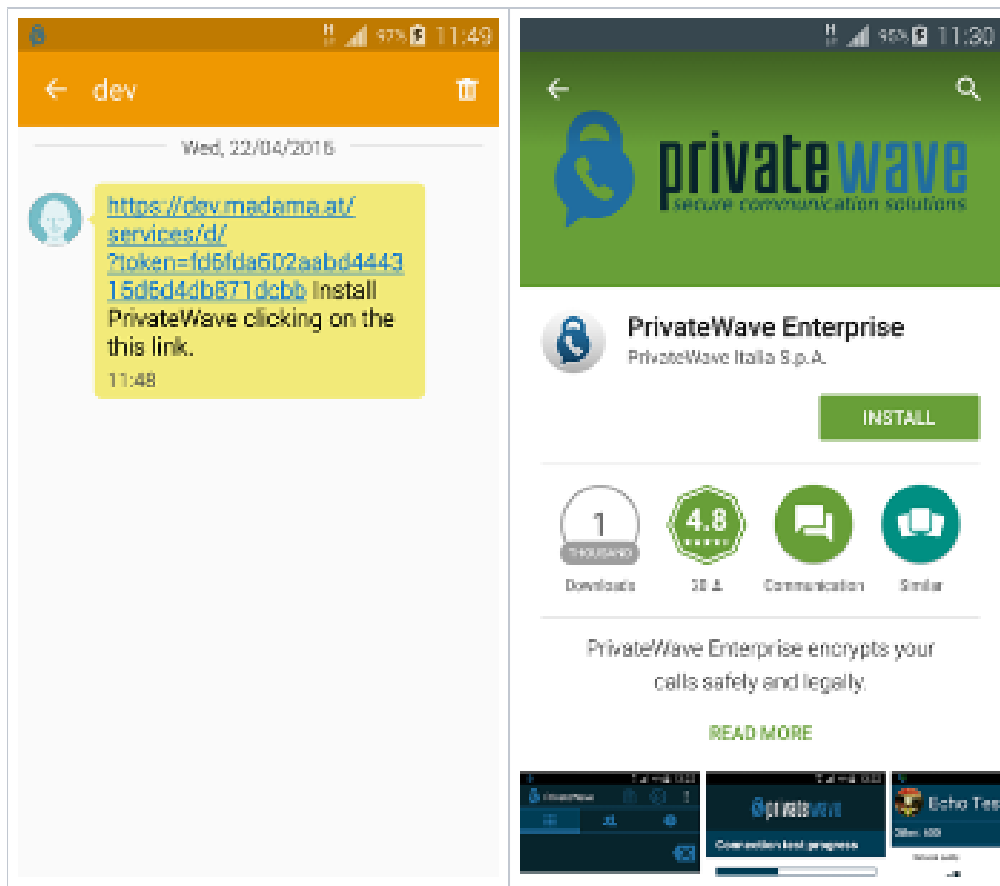 97% 11:49
dev
Wed, 22/04/2015
https://dev.madama.at/
services/d/
?token=fd6fda602aabd4443
15d6d4db871dcbb Install
PrivateWave clicking on the
this link.
11:48
11:30
privatewave
secure communication solutions
PrivateWave Enterprise
PrivateWave Italia S.p.A.
INSTALL
1
THOUSAND
4.8
Downloads
Communication
Similar
PrivateWave Enterprise encrypts your
calls safely and legally.
READ MORE
PrivateWave
privatewave
Connection test progress
Echo Tes